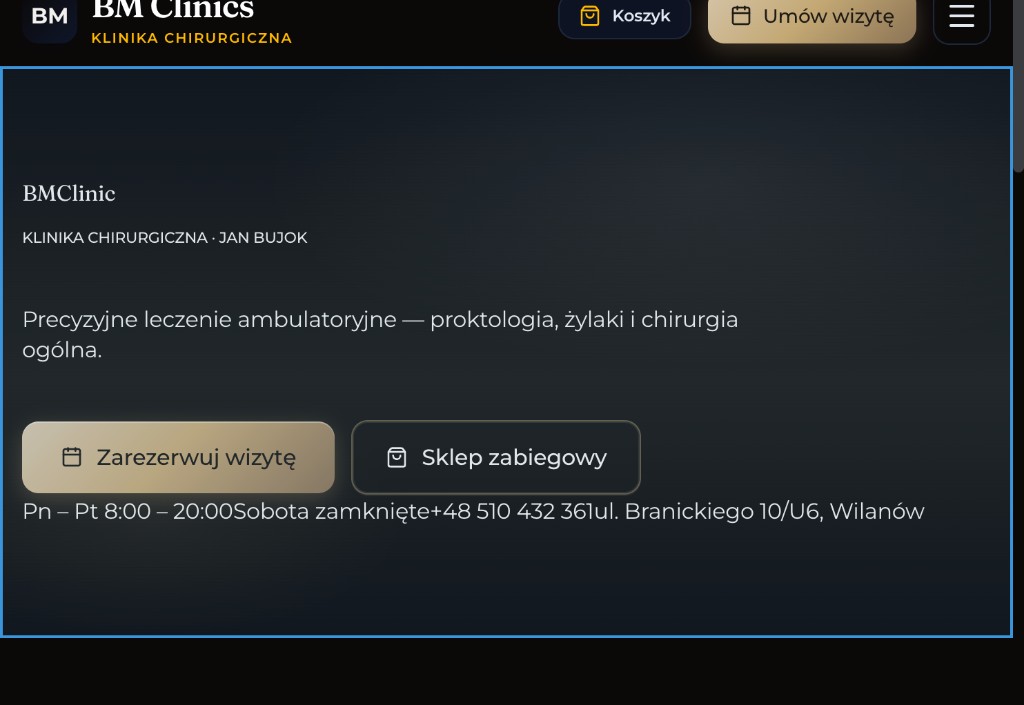 BM
BM Clinics
KLINIKA CHIRURGICZNA
Koszyk
Umów wizytę
BMClinic
KLINIKA CHIRURGICZNA · JAN BUJOK
Precyzyjne leczenie ambulatoryjne — proktologia, żylaki i chirurgia
ogólna.
Zarezerwuj wizytę
Sklep zabiegowy
Pn – Pt 8:00 – 20:00Sobota zamknięte+48 510 432 361ul. Branickiego 10/U6, Wilanów